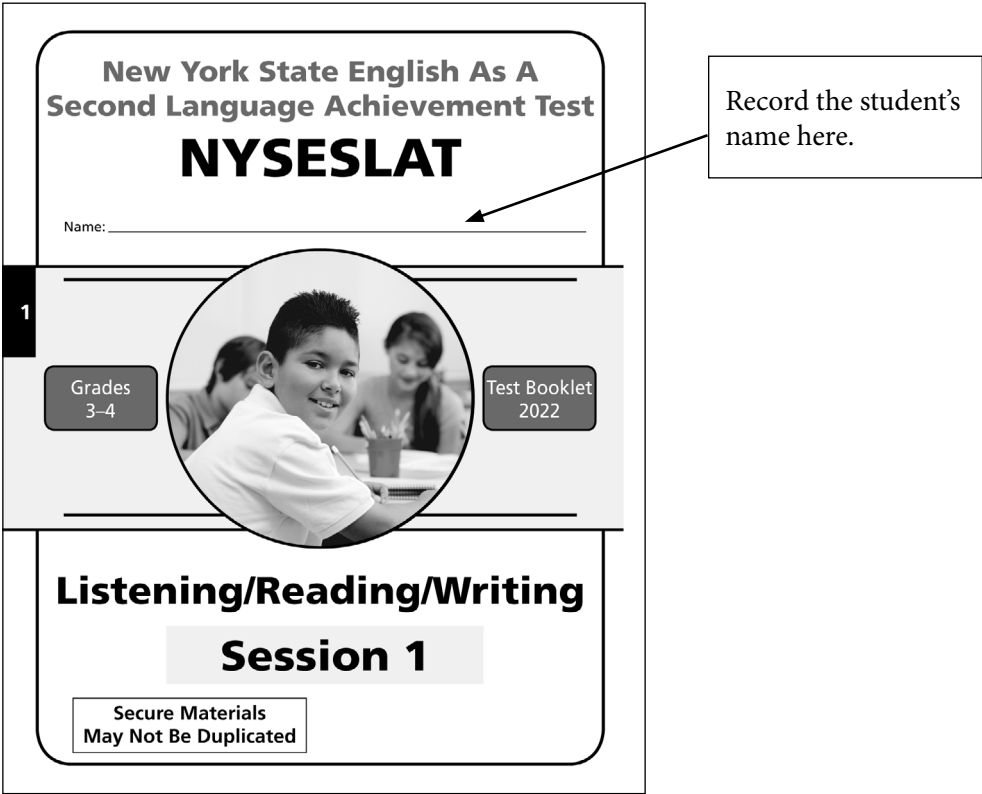 New York State English As A
Second Language Achievement Test
NYSESLAT
Record the student’s
name here.
Name:
1
Grades
3–4
Test Booklet
2022
Listening/Reading/Writing
Session 1
Secure Materials
May Not Be Duplicated